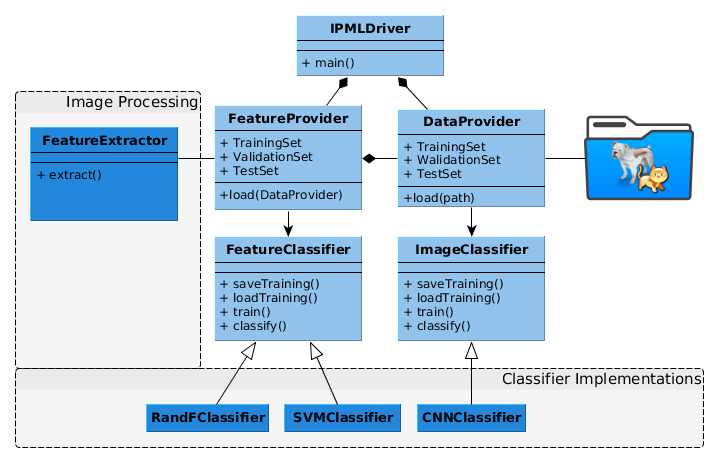 IPMLDriver
+ main()
Image Processing
FeatureExtractor
+ extract()
FeatureProvider
+ TrainingSet
+ ValidationSet
+ TestSet
+load(DataProvider)
DataProvider
+ TrainingSet
+ WalidationSet
+ TestSet
+load(path)
FeatureClassifier
+ saveTraining()
+ loadTraining()
+ train()
+ classify()
ImageClassifier
+ saveTraining()
+ loadTraining()
+ train()
+ classify()
Classifier Implementations
RandFClassifier
SVMClassifier
CNNClassifier